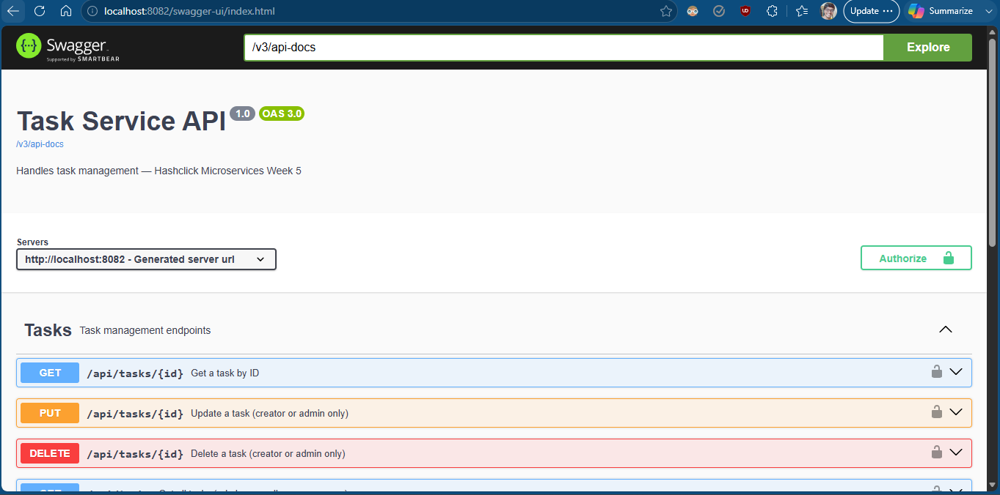 localhost:8082/swagger-ui/index.html
UD
Update
Summarize
{··}
Swagger
Supported by SMARTBEAR
/v3/api-docs
Explore
Task Service API 1.0 OAS 3.0
/v3/api-docs
Handles task management — Hashclick Microservices Week 5
Servers
http://localhost:8082 - Generated server url
Authorize
Tasks Task management endpoints
GET /api/tasks/{id} Get a task by ID
PUT /api/tasks/{id} Update a task (creator or admin only)
DELETE /api/tasks/{id} Delete a task (creator or admin only)
GET